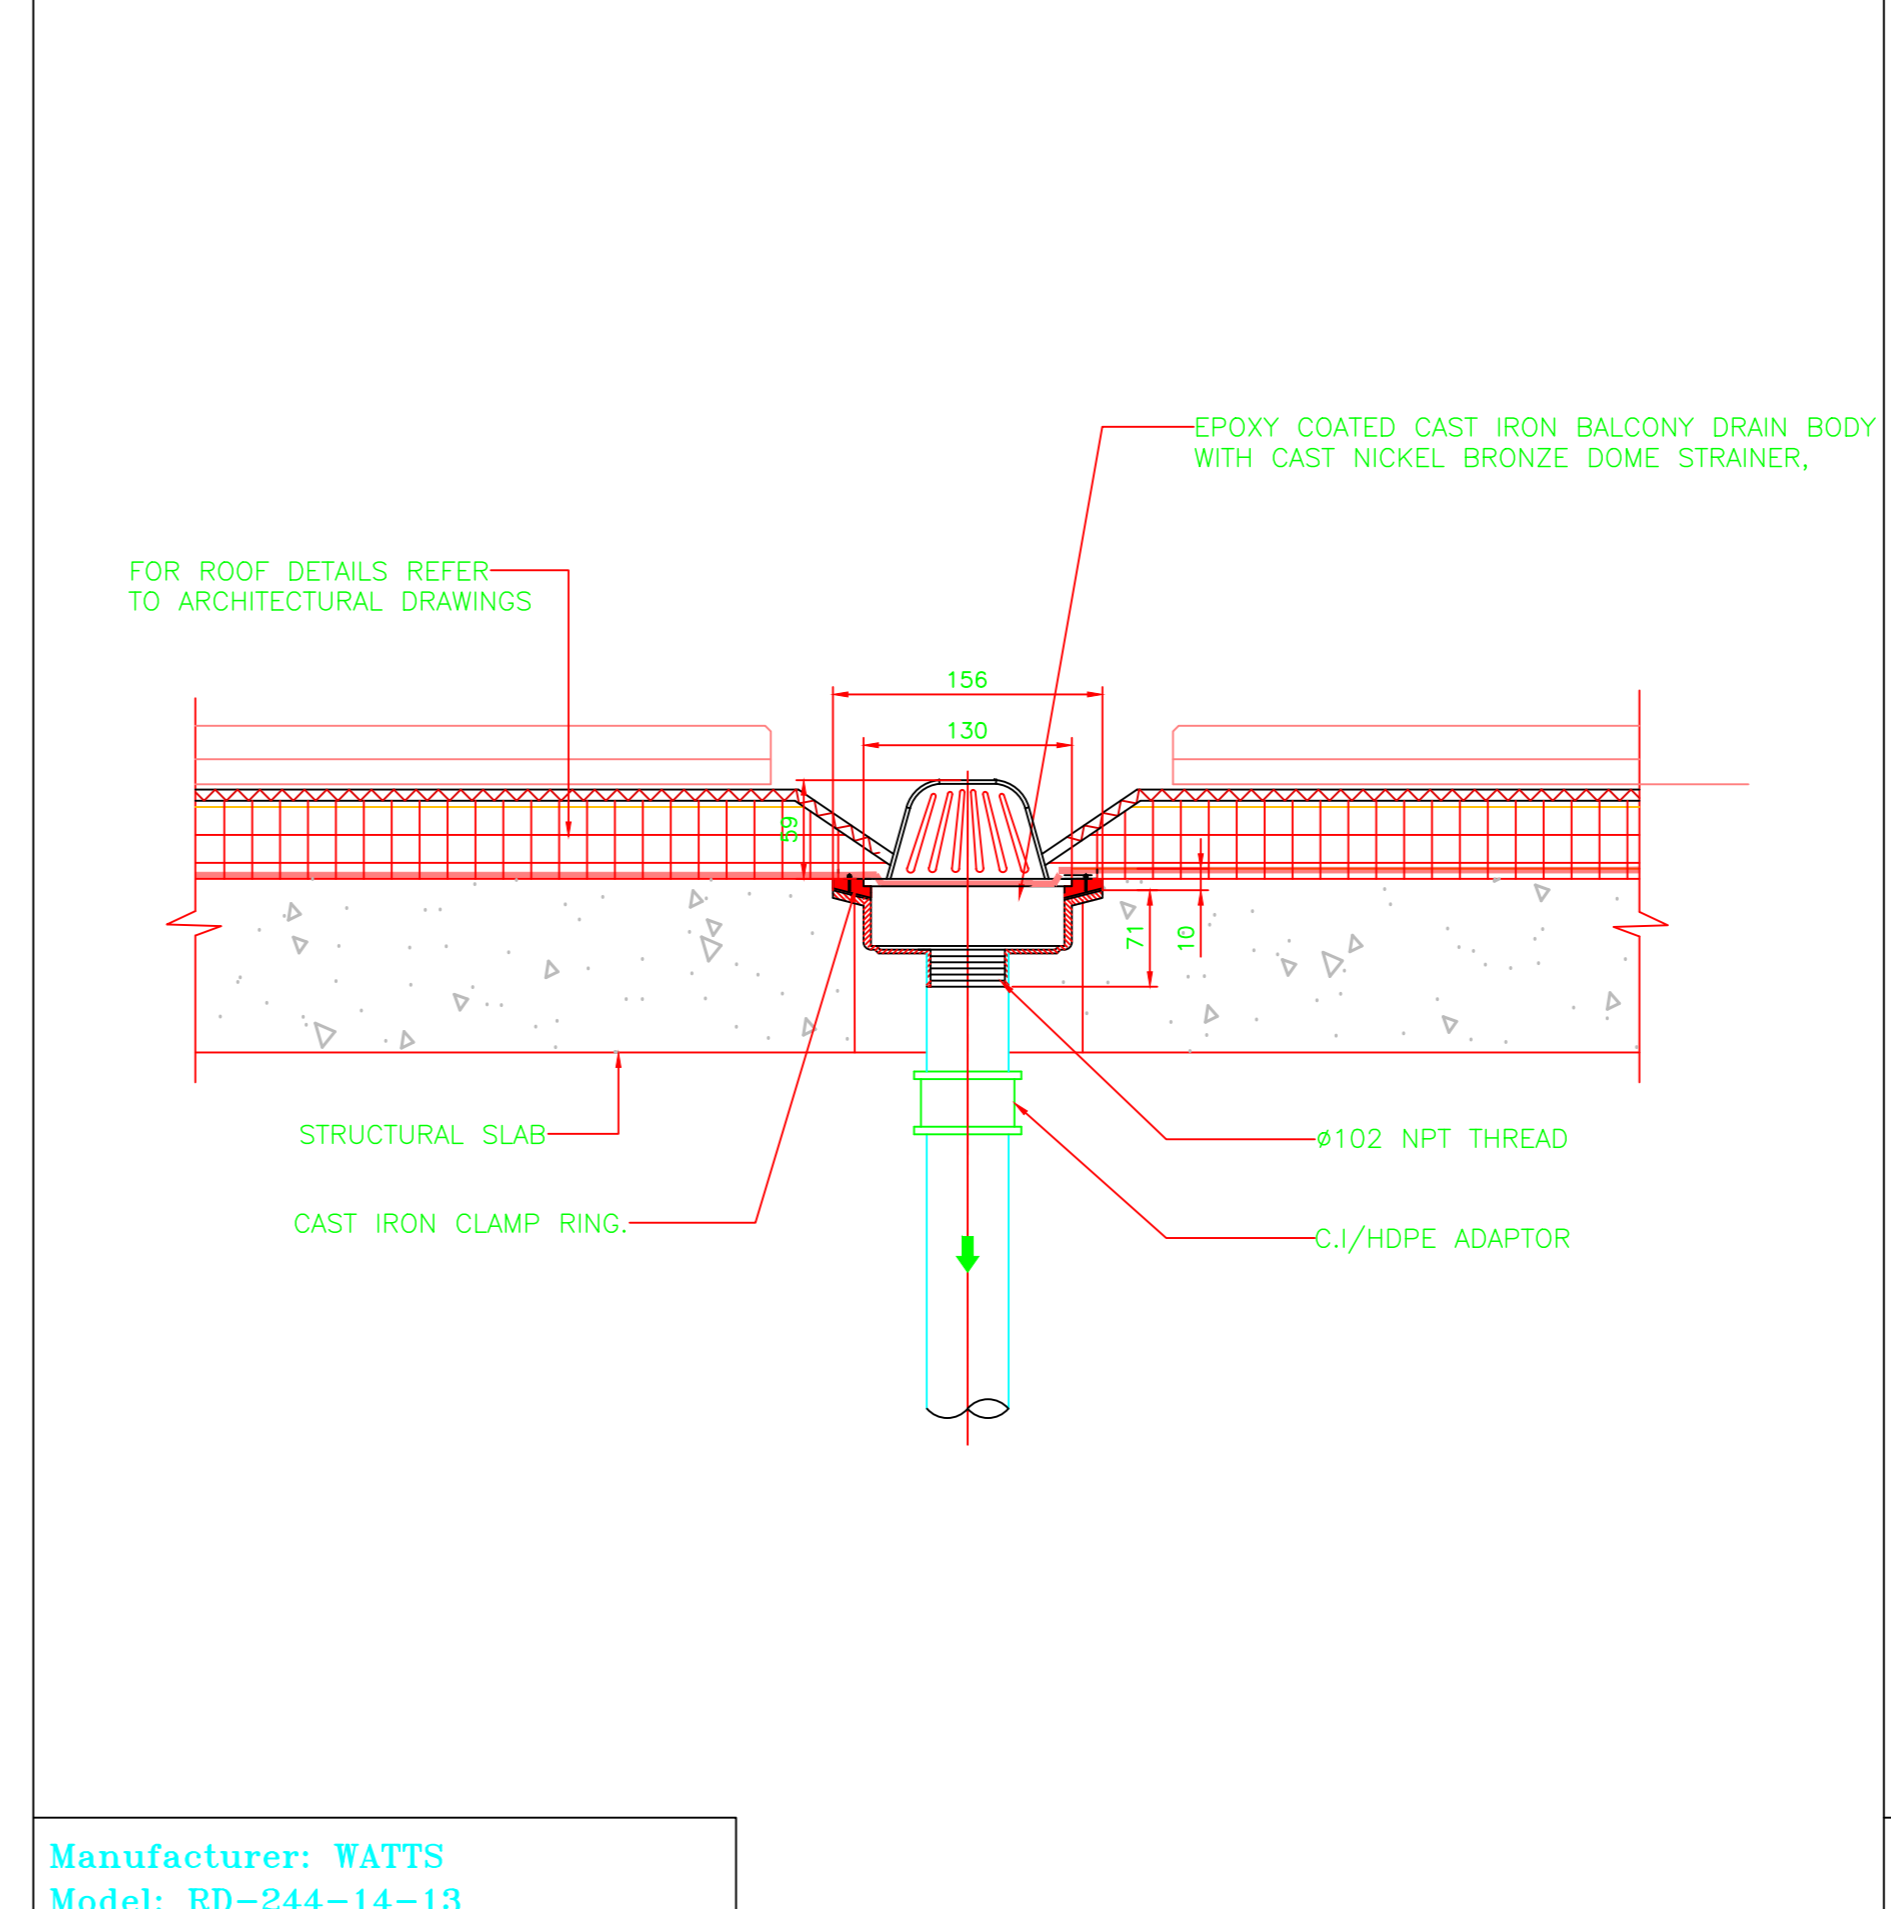 EPOXY COATED CAST IRON BALCONY DRAIN BODY
WITH CAST NICKEL BRONZE DOME STRAINER,
FOR ROOF DETAILS REFER
TO ARCHITECTURAL DRAWINGS
156
130
59
71
10
STRUCTURAL SLAB
ø102 NPT THREAD
CAST IRON CLAMP RING.
C.I/HDPE ADAPTOR
Manufacturer: WATTS
Model: RD-244-14-13